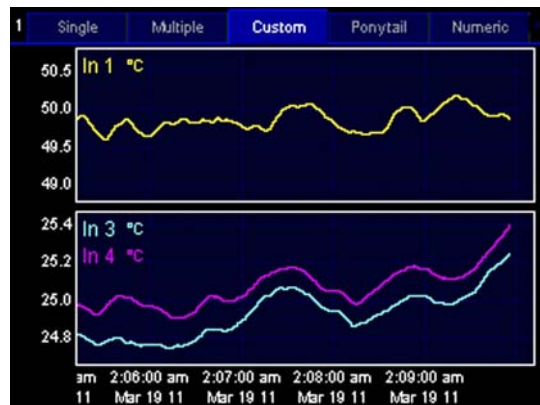 1 Single Multiple Custom Ponytail Numeric
In 1 °C
50.5
50.0
49.5
49.0
In 3 °C
In 4 °C
25.4
25.2
25.0
24.8
am 2:06:00 am 2:07:00 am 2:08:00 am 2:09:00 am
11 Mar 19 11 Mar 19 11 Mar 19 11 Mar 19 11